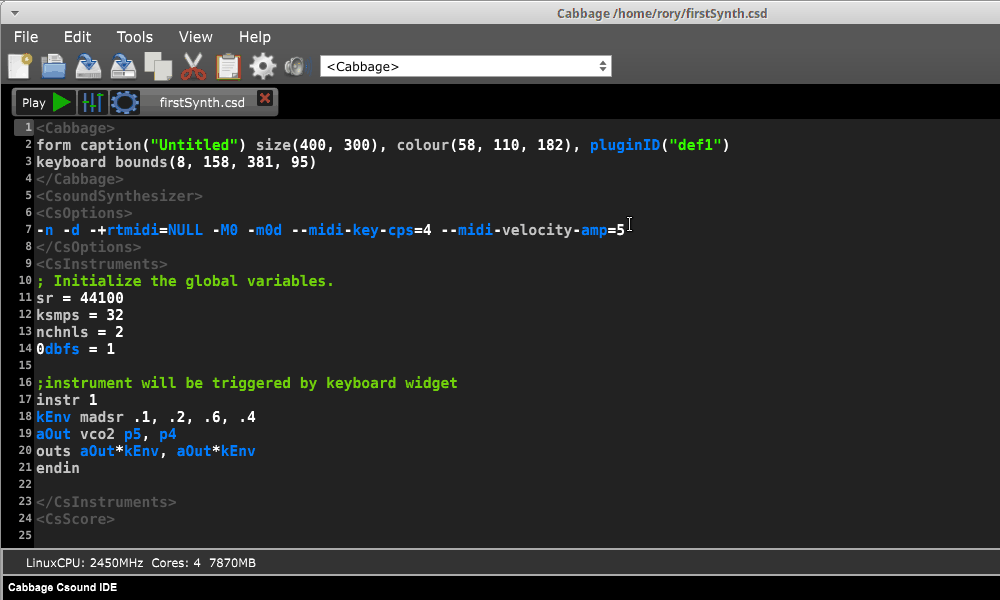 Cabbage /home/rory/firstSynth.csd
File Edit Tools View Help
<Cabbage>
Play firstSynth.csd
1 <Cabbage>
2 form caption("Untitled") size(400, 300), colour(58, 110, 182), pluginID("def1")
3 keyboard bounds(8, 158, 381, 95)
4 </Cabbage>
5 <CsoundSynthesizer>
6 <CsOptions>
7 -n -d -+rtmidi=NULL -M0 -m0d --midi-key-cps=4 --midi-velocity-amp=5
8 </CsOptions>
9 <CsInstruments>
10 ; Initialize the global variables.
11 sr = 44100
12 ksmps = 32
13 nchnls = 2
14 0dbfs = 1
15
16 ;instrument will be triggered by keyboard widget
17 instr 1
18 kEnv madsr .1, .2, .6, .4
19 aOut vco2 p5, p4
20 outs aOut*kEnv, aOut*kEnv
21 endin
22
23 </CsInstruments>
24 <CsScore>
25
LinuxCPU: 2450MHz Cores: 4 7870MB
Cabbage Csound IDE